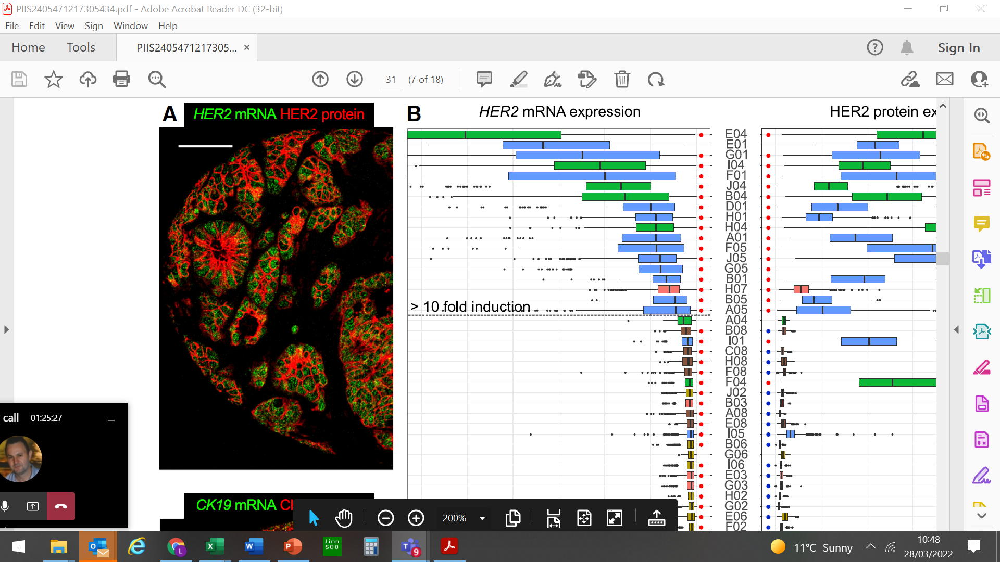 PIIS2405471217305434.pdf - Adobe Acrobat Reader DC (32-bit)
File Edit View Sign Window Help
Home Tools PIIS2405471217305... × Sign In
31 (7 of 18)
A HER2 mRNA HER2 protein
B HER2 mRNA expression
HER2 protein ex
E04
E01
G01
I04
F01
J04
B04
D01
H01
H04
A01
F05
J05
G05
B01
H07
B05
> 10 fold induction
A05
A04
B08
I01
C08
H08
F08
F04
J02
B03
A08
E08
I05
B06
G06
I06
E03
G03
H02
G02
E06
F02
call 01:25:27
CK19 mRNA
200%
Line
500
9
L
11°C Sunny
10:48
28/03/2022